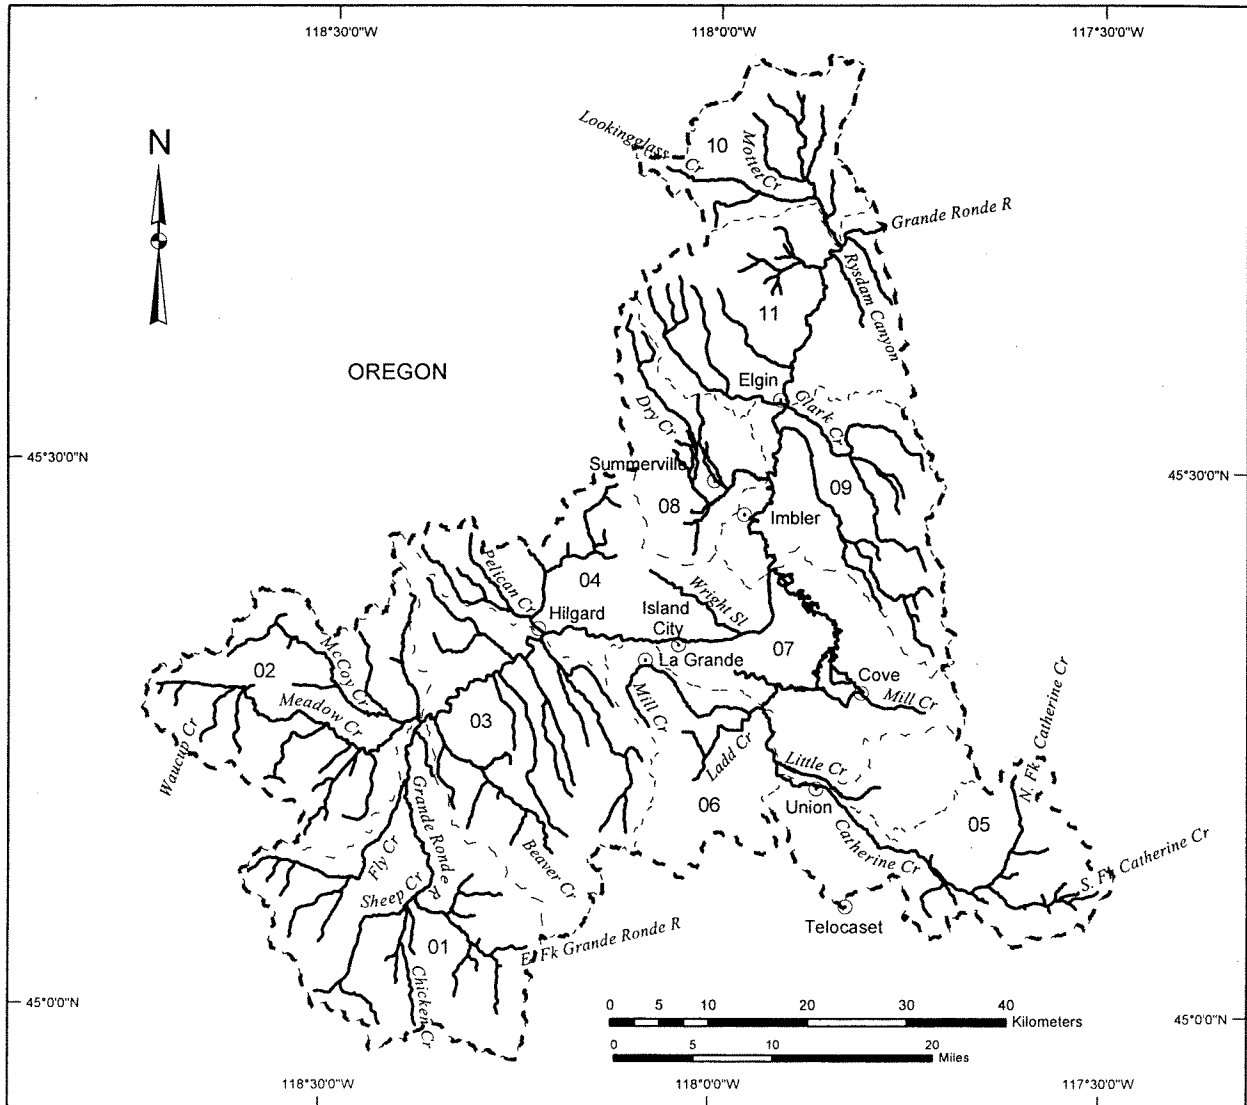 118°30'0"W
118°0'0"W
117°30'0"W
N
Lookingglass Cr
10
Mottet Cr
Grande Ronde R
Rysdam Canyon
11
OREGON
Elgin
Clark Cr
Dry Cr
45°30'0"N
45°30'0"N
Summerville
08
09
Imbler
Pelican Cr
04
Wright Sl
Hilgard
Island
City
07
La Grande
Cove
02
McCoy Cr
Mill Cr
Mill Cr
N. Fk. Catherine Cr
Meadow Cr
03
Waucup Cr
Ladd Cr
Little Cr
Union
06
05
Grande Ronde R
Fly Cr
Beaver Cr
Catherine Cr
S. Fk Catherine Cr
Sheep Cr
Telocaset
01
E. Fk Grande Ronde R
Chicken Cr
45°0'0"N
45°0'0"N
0 5 10 20 30 40
Kilometers
0 5 10 20
Miles
118°30'0"W
118°0'0"W
117°30'0"W